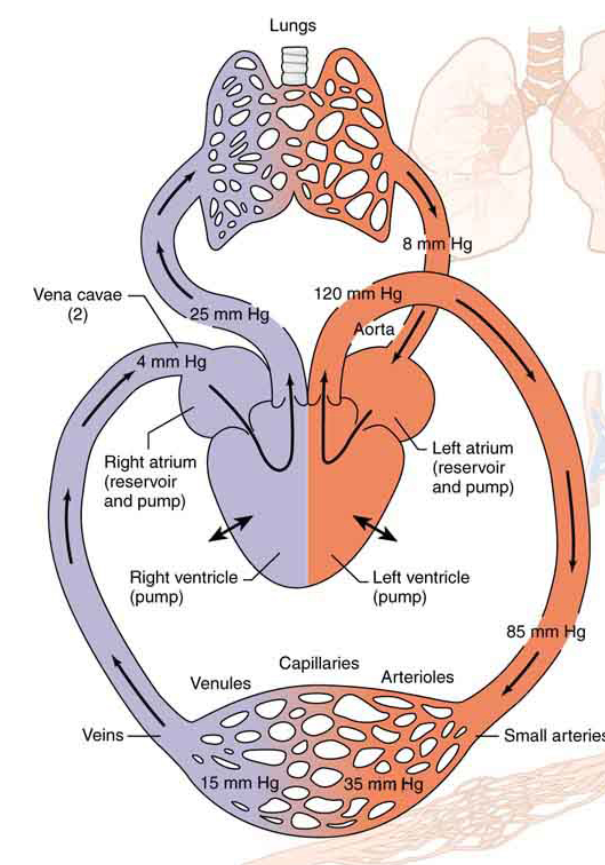 Lungs
8 mm Hg
Vena cavae
(2)
120 mm Hg
25 mm Hg
Aorta
4 mm Hg
Right atrium
(reservoir
and pump)
Left atrium
(reservoir
and pump)
Right ventricle
(pump)
Left ventricle
(pump)
85 mm Hg
Capillaries
Venules
Arterioles
Veins
Small arteries
15 mm Hg
35 mm Hg